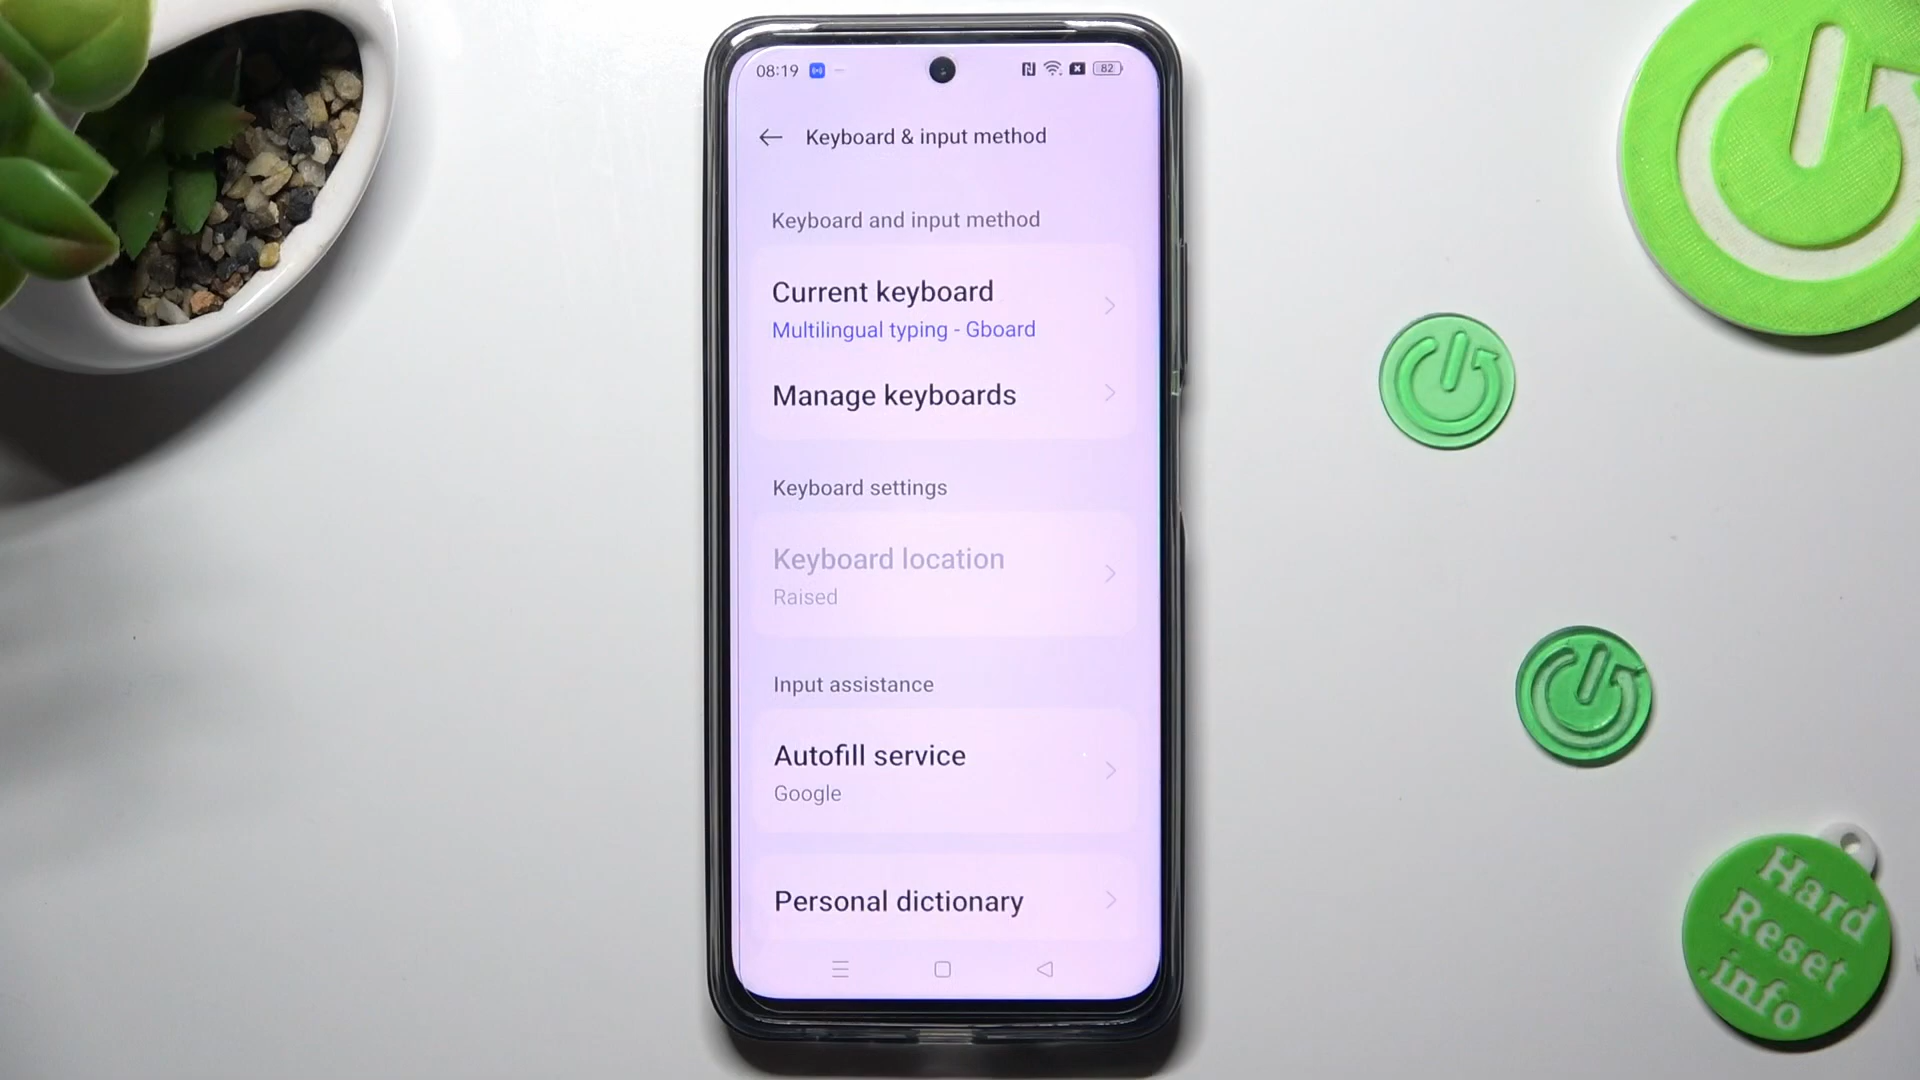 08:19
82
Keyboard & input method
Keyboard and input method
Current keyboard
Multilingual typing - Gboard
Manage keyboards
Keyboard settings
Keyboard location
Raised
Input assistance
Autofill service
Google
Personal dictionary
Hard
Reset
.info